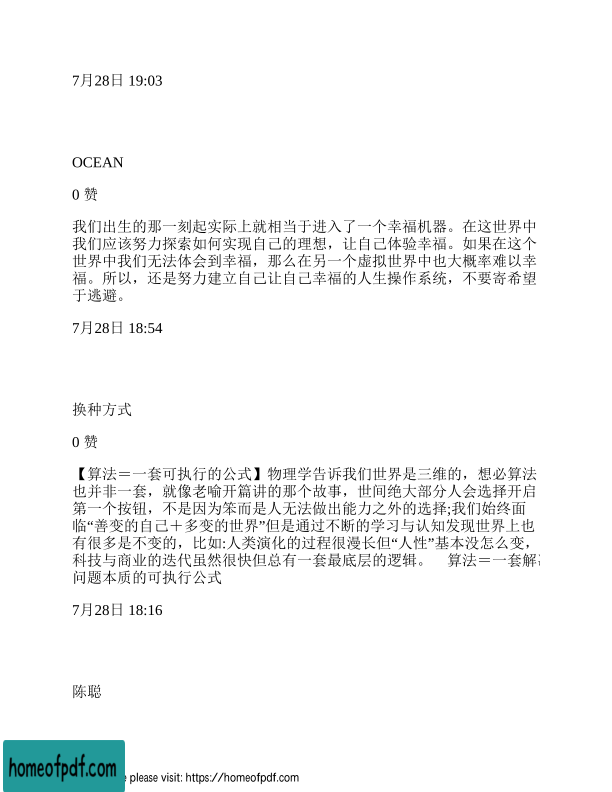 7月28日 19:03
OCEAN
0 赞
我们出生的那一刻起实际上就相当于进入了一个幸福机器。在这世界中
我们应该努力探索如何实现自己的理想，让自己体验幸福。如果在这个
世界中我们无法体会到幸福，那么在另一个虚拟世界中也大概率难以幸
福。所以，还是努力建立自己让自己幸福的人生操作系统，不要寄希望
于逃避。
7月28日 18:54
换种方式
0 赞
【算法＝一套可执行的公式】物理学告诉我们世界是三维的，想必算法
也并非一套，就像老喻开篇讲的那个故事，世间绝大部分人会选择开启
第一个按钮，不是因为笨而是人无法做出能力之外的选择;我们始终面
临“善变的自己＋多变的世界”但是通过不断的学习与认知发现世界上也
有很多是不变的，比如:人类演化的过程很漫长但“人性”基本没怎么变，
科技与商业的迭代虽然很快但总有一套最底层的逻辑。 算法＝一套解
问题本质的可执行公式
7月28日 18:16
陈聪
homeofpdf.com
please visit: https://homeofpdf.com